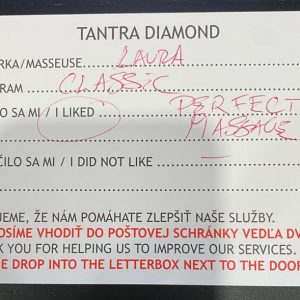 TANTRA DIAMOND
RKA/MASSEUSE LAURA
RAM CLASSIC
O SA MI / I LIKED PERFECT
MASSAGE
ČILO SA MI / I DID NOT LIKE —
UJEME, ŽE NÁM POMÁHATE ZLEPŠIŤ NAŠE SLUŽBY.
OSÍME VHODIŤ DO POŠTOVEJ SCHRÁNKY VEDĽA DV
K YOU FOR HELPING US TO IMPROVE OUR SERVICES.
E DROP INTO THE LETTERBOX NEXT TO THE DOOR